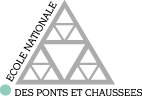 ECOLE NATIONALE
DES PONTS ET CHAUSSEES